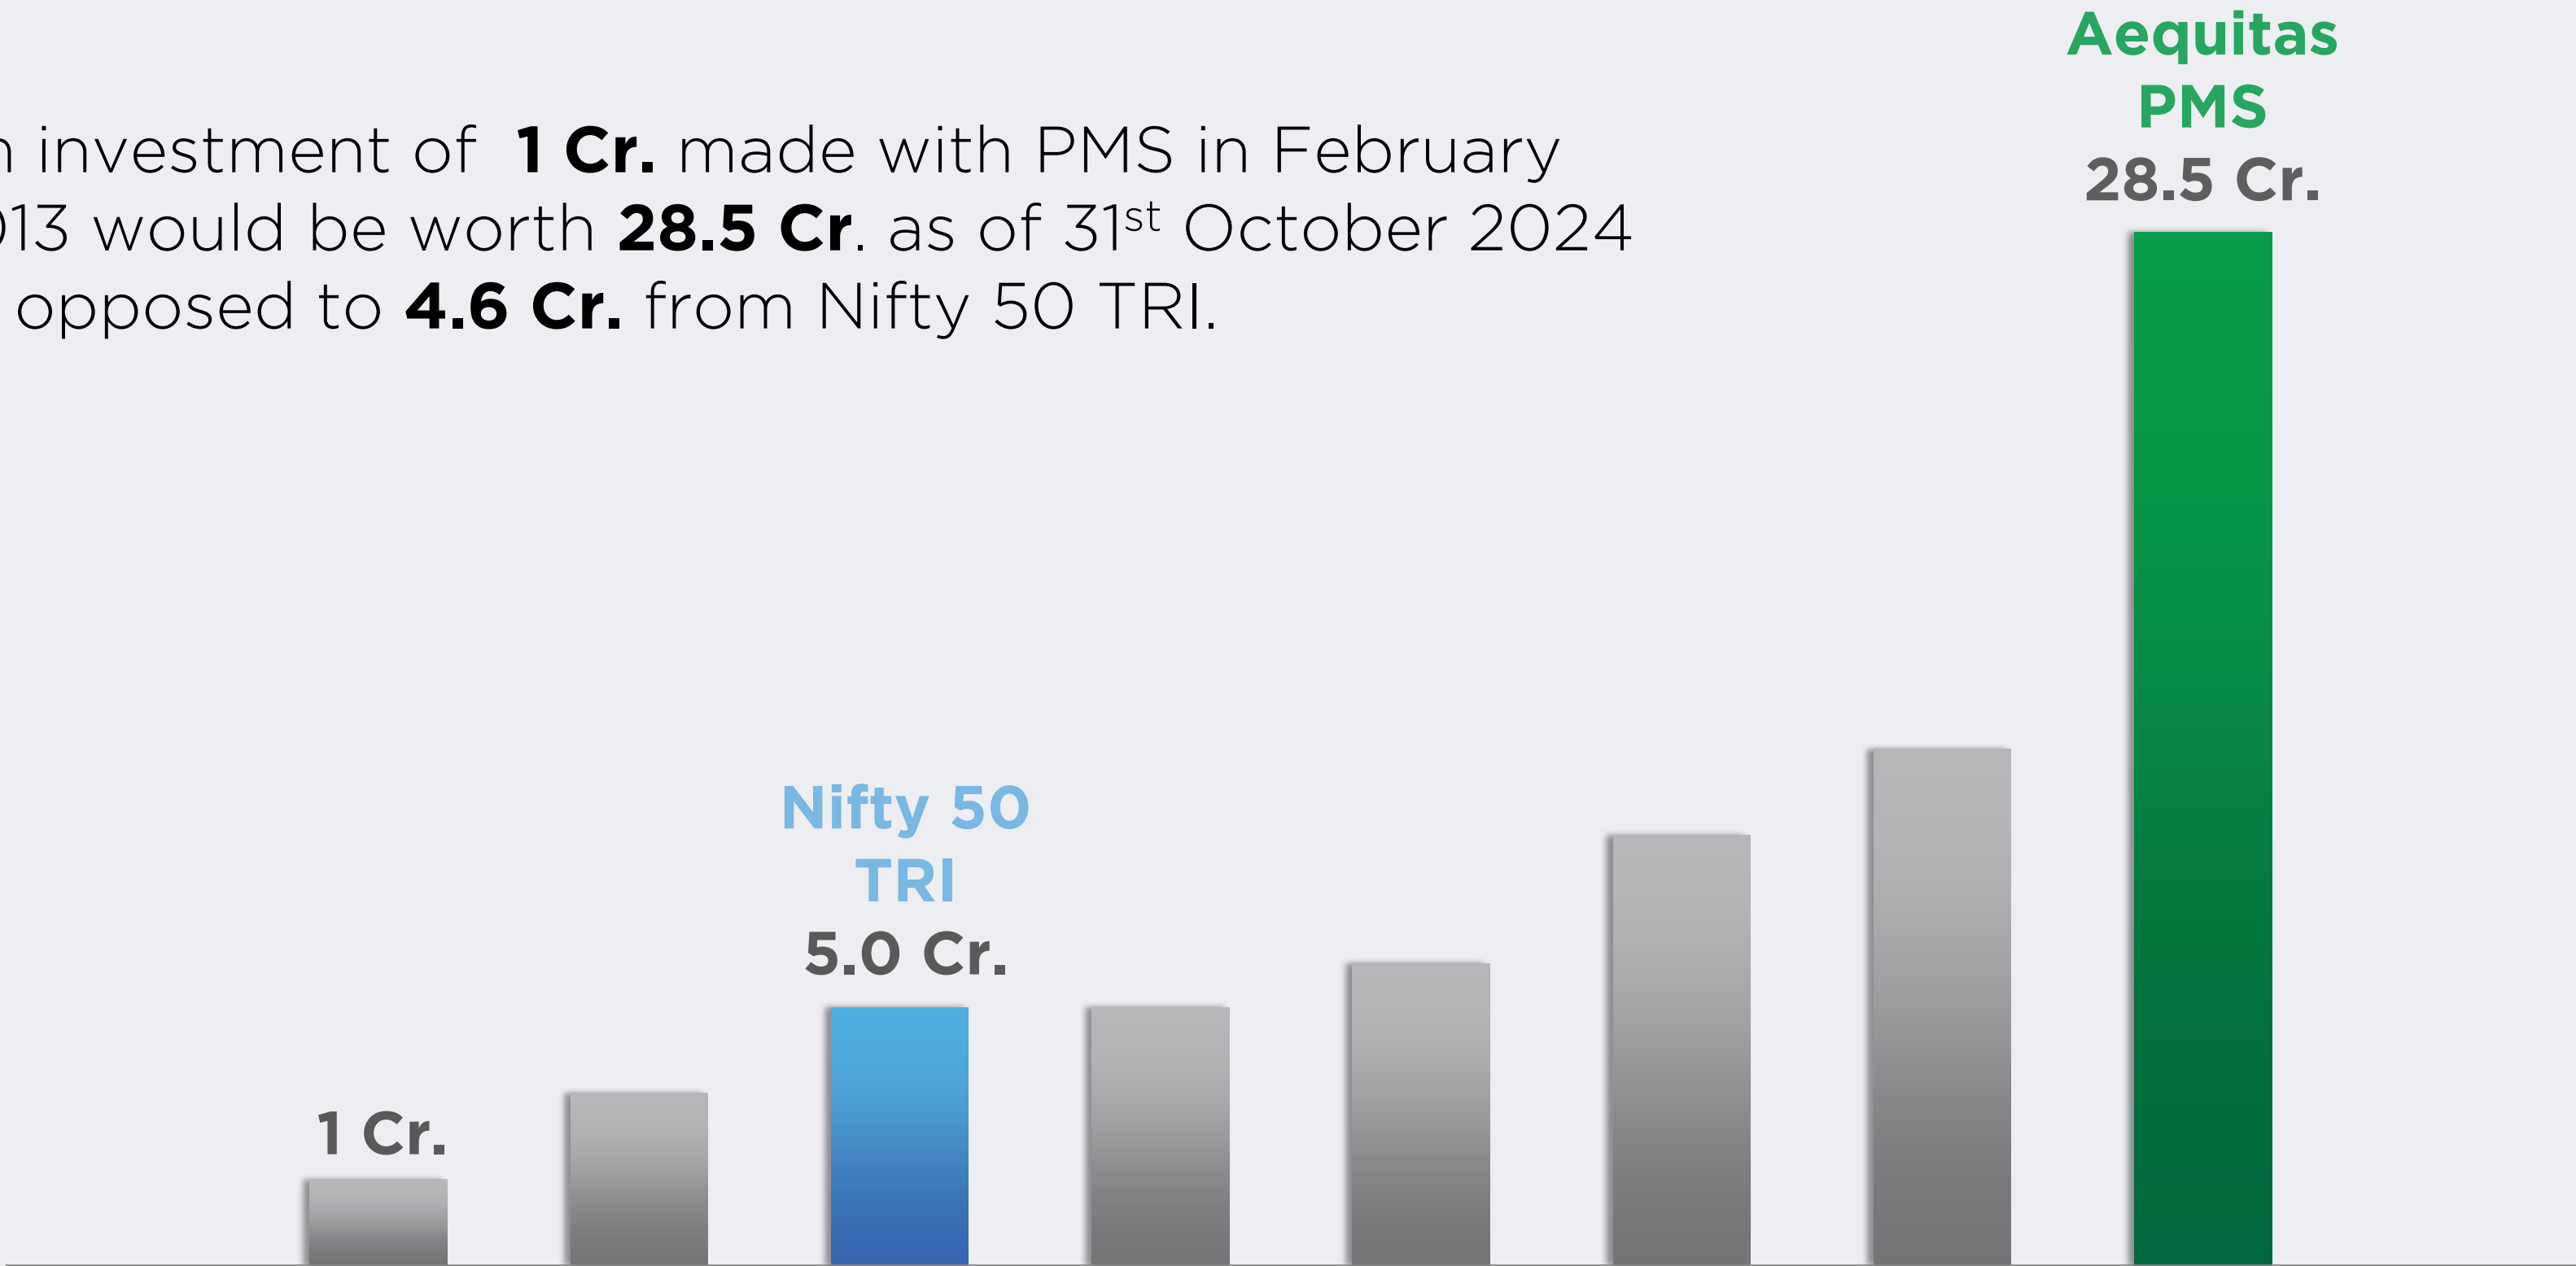 Aequitas
PMS
28.5 Cr.
investment of 1 Cr. made with PMS in February
13 would be worth 28.5 Cr. as of 31st October 2024
opposed to 4.6 Cr. from Nifty 50 TRI.
Nifty 50
TRI
5.0 Cr.
1 Cr.